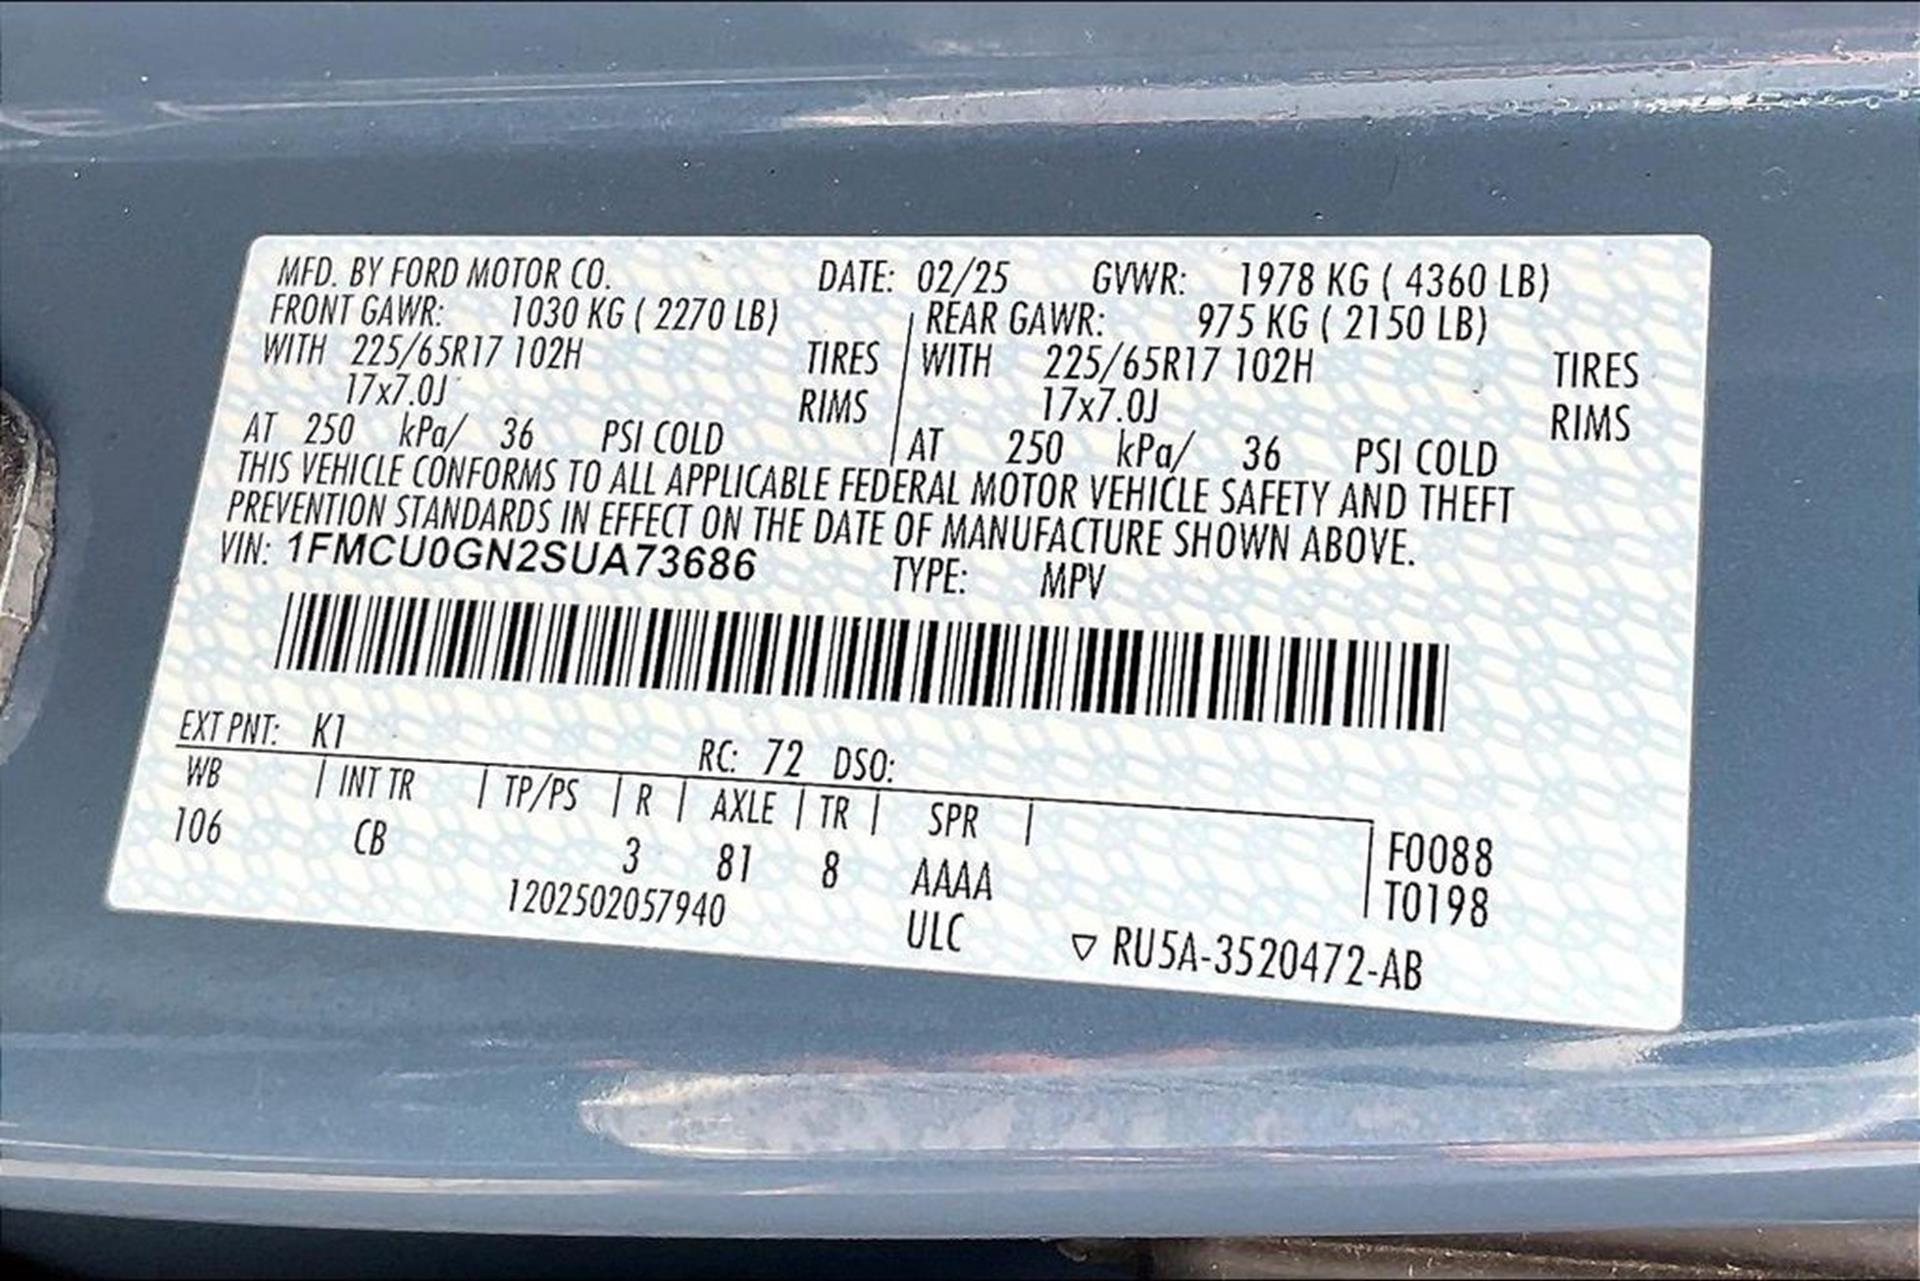 MFD. BY FORD MOTOR CO. DATE: 02/25 GVWR: 1978 KG ( 4360 LB)
FRONT GAWR: 1030 KG ( 2270 LB) REAR GAWR: 975 KG ( 2150 LB)
WITH 225/65R17 102H TIRES WITH 225/65R17 102H TIRES
17x7.0J RIMS 17x7.0J RIMS
AT 250 kPa/ 36 PSI COLD AT 250 kPa/ 36 PSI COLD
THIS VEHICLE CONFORMS TO ALL APPLICABLE FEDERAL MOTOR VEHICLE SAFETY AND THEFT
PREVENTION STANDARDS IN EFFECT ON THE DATE OF MANUFACTURE SHOWN ABOVE.
VIN: 1FMCU0GN2SUA73686 TYPE: MPV
EXT PNT: K1 RC: 72 DSO:
WB INT TR TP/PS R AXLE TR SPR
106 CB 3 81 8 AAAA F0088
1202502057940 ULC T0198
▽ RU5A-3520472-AB